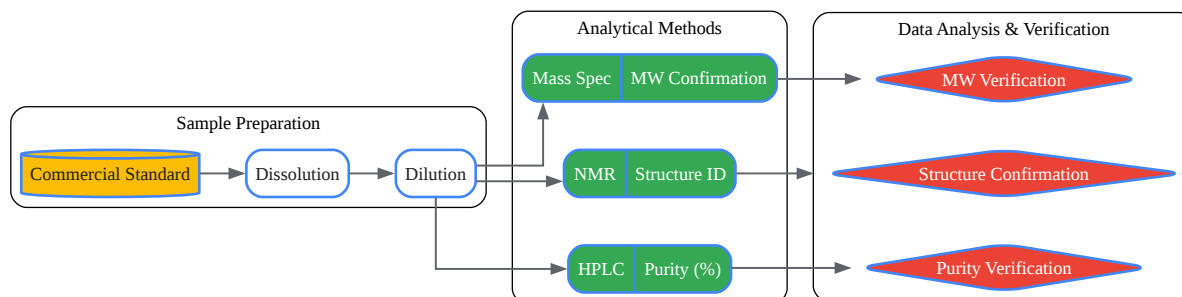 Sample Preparation
Commercial Standard
Dissolution
Dilution
Analytical Methods
Mass Spec
MW Confirmation
NMR
Structure ID
HPLC
Purity (%)
Data Analysis & Verification
MW Verification
Structure Confirmation
Purity Verification